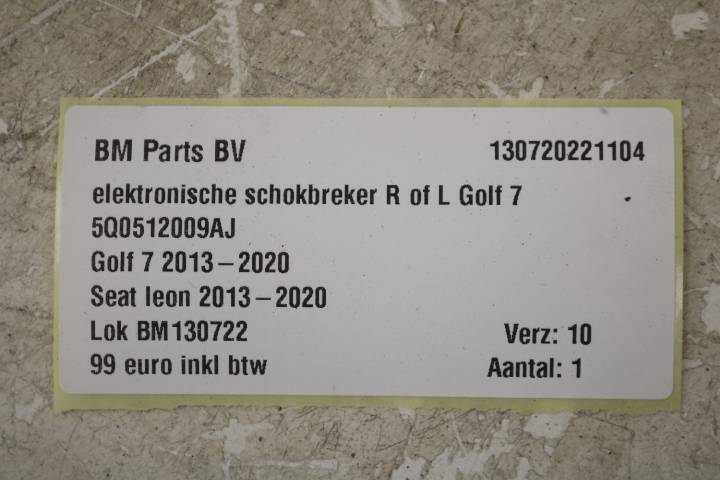 BM Parts BV 130720221104
elektronische schokbreker R of L Golf 7
5Q0512009AJ
Golf 7 2013 – 2020
Seat leon 2013 – 2020
Lok BM130722 Verz: 10
99 euro inkl btw Aantal: 1